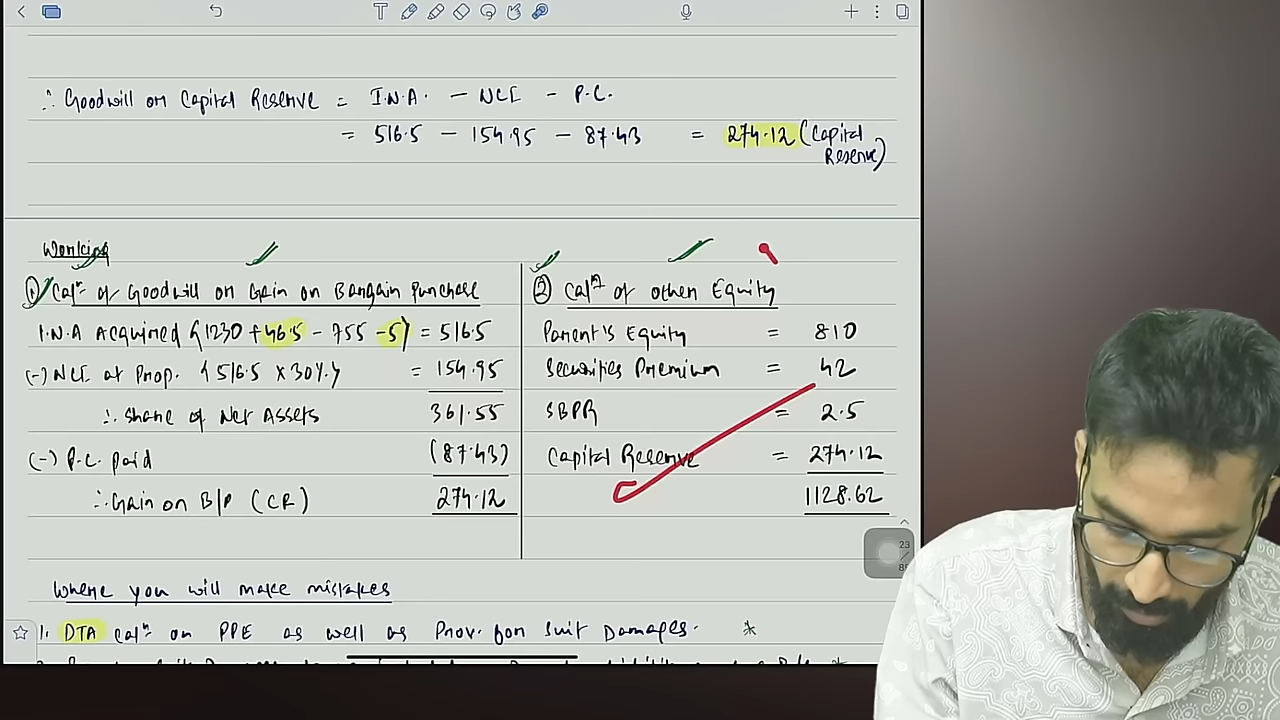 ∴ Goodwill or Capital Reserve = I.N.A. - NCI - P.C.
= 516.5 - 154.95 - 87.43 = 274.12 (Capital Reserve)
Working
① Calⁿ of Goodwill or Gain on Bargain Purchase
I.N.A Acquired {1230 + 46.5 - 755 - 5} = 516.5
(-) NCI at Prop. {516.5 X 30%} = 154.95
∴ Share of Net Assets 361.55
(-) P.C. paid (87.43)
∴ Gain on B/P (CR) 274.12
② Calⁿ of Other Equity
Parent's Equity = 810
Securities Premium = 42
SBPR = 2.5
Capital Reserve = 274.12
1128.62
23
Where you will make mistakes
1. DTA calⁿ on PPE as well as Prov. for Suit Damages. *